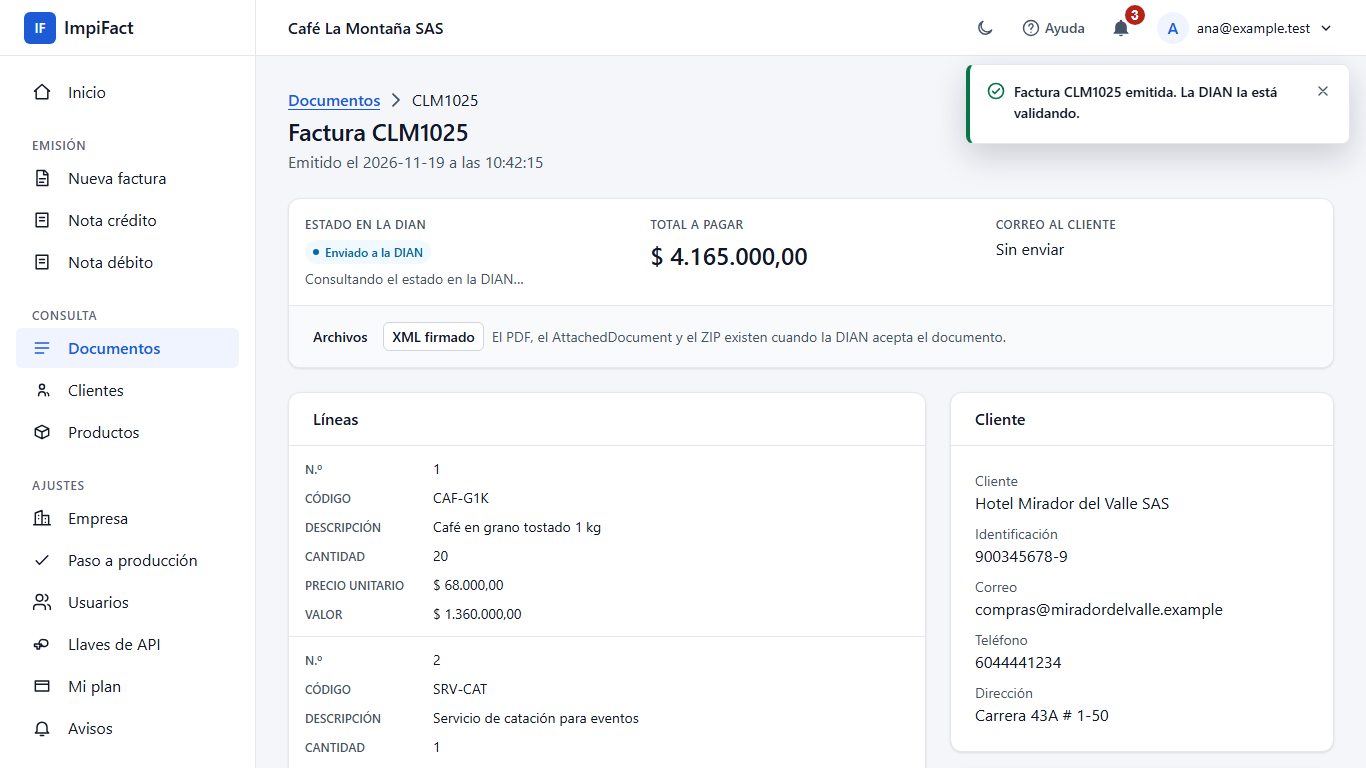 IF ImpiFact
Café La Montaña SAS
Ayuda
3
A
ana@example.test
Inicio
EMISIÓN
Nueva factura
Nota crédito
Nota débito
CONSULTA
Documentos
Clientes
Productos
AJUSTES
Empresa
Paso a producción
Usuarios
Llaves de API
Mi plan
Avisos
Documentos > CLM1025
Factura CLM1025
Emitido el 2026-11-19 a las 10:42:15
Factura CLM1025 emitida. La DIAN la está
validando.
ESTADO EN LA DIAN
Enviado a la DIAN
Consultando el estado en la DIAN…
TOTAL A PAGAR
$ 4.165.000,00
CORREO AL CLIENTE
Sin enviar
Archivos XML firmado El PDF, el AttachedDocument y el ZIP existen cuando la DIAN acepta el documento.
Líneas
N.º 1
CÓDIGO CAF-G1K
DESCRIPCIÓN Café en grano tostado 1 kg
CANTIDAD 20
PRECIO UNITARIO $ 68.000,00
VALOR $ 1.360.000,00
N.º 2
CÓDIGO SRV-CAT
DESCRIPCIÓN Servicio de catación para eventos
CANTIDAD 1
Cliente
Cliente
Hotel Mirador del Valle SAS
Identificación
900345678-9
Correo
compras@miradordelvalle.example
Teléfono
6044441234
Dirección
Carrera 43A # 1-50